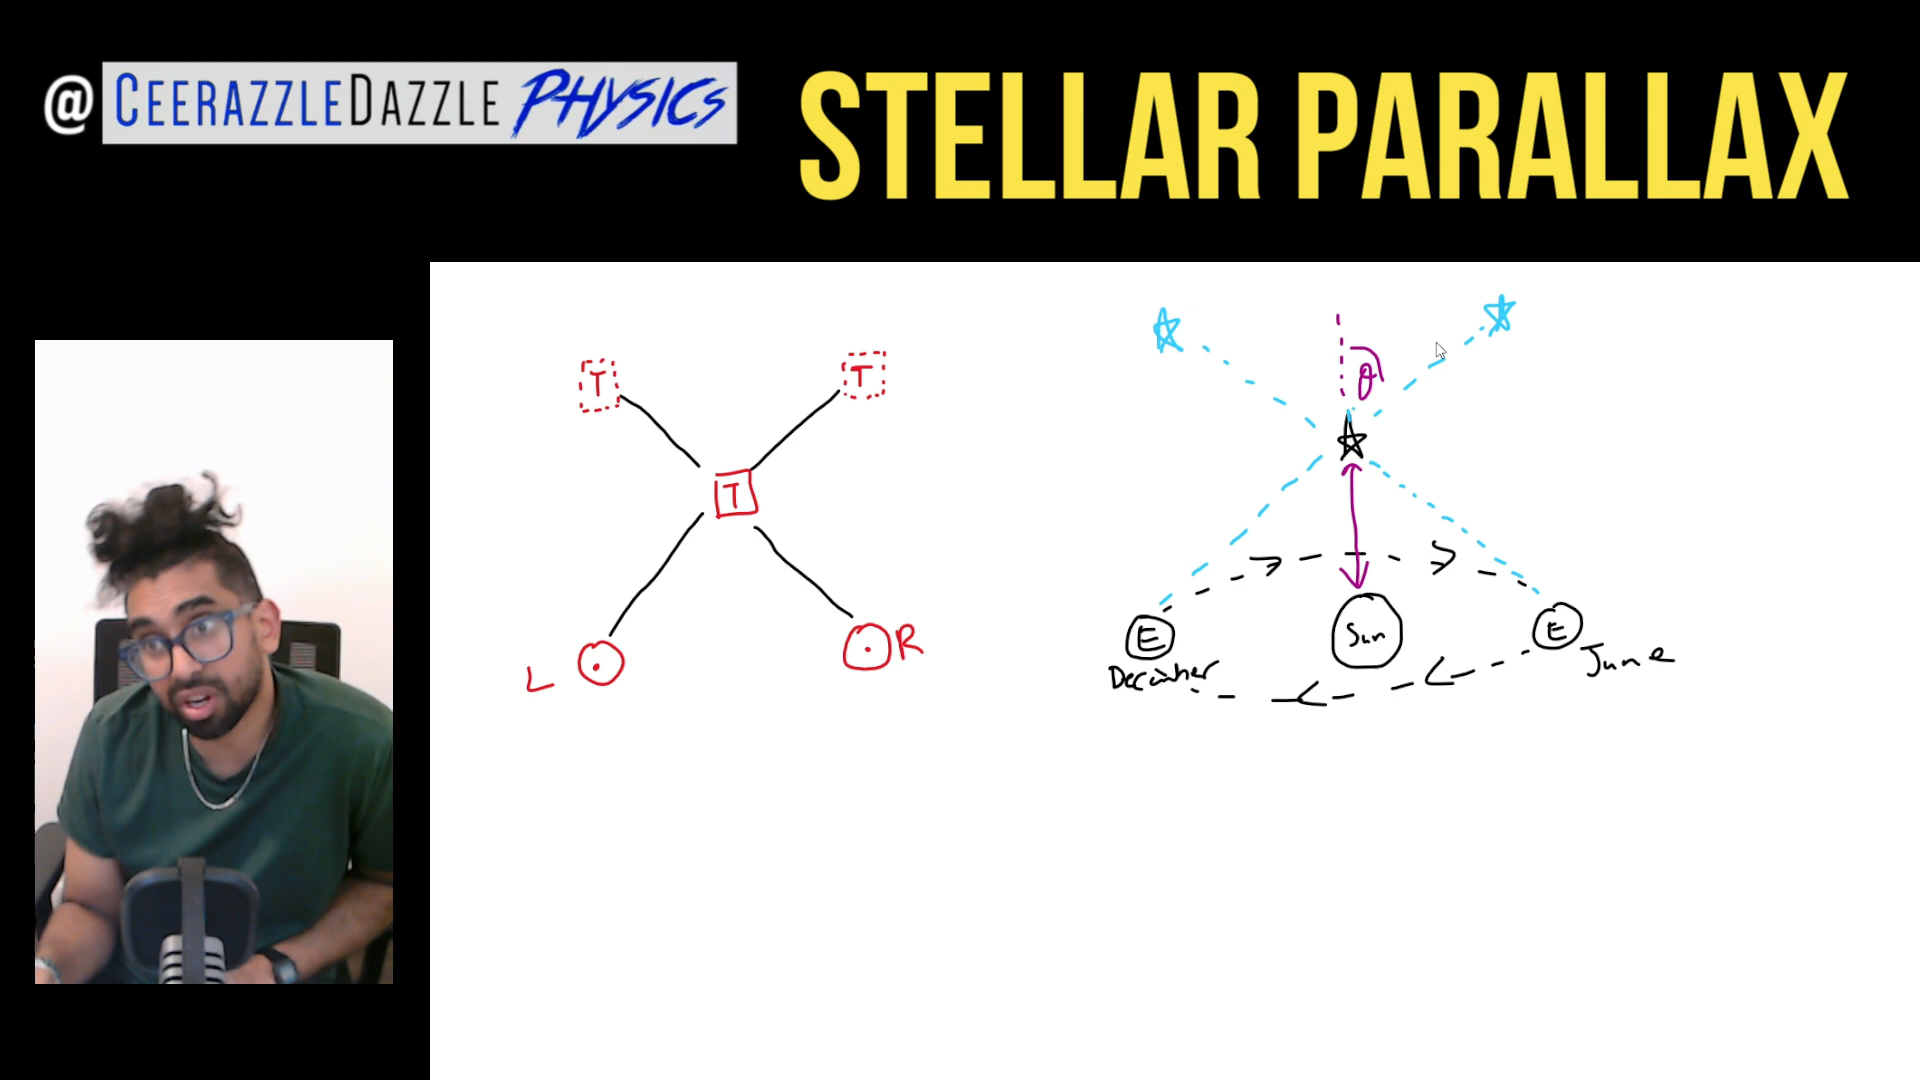 @CEERAZZLEDAZZLE PHYSICS
STELLAR PARALLAX
T
T
T
L
R
θ
E
Sun
E
December
June